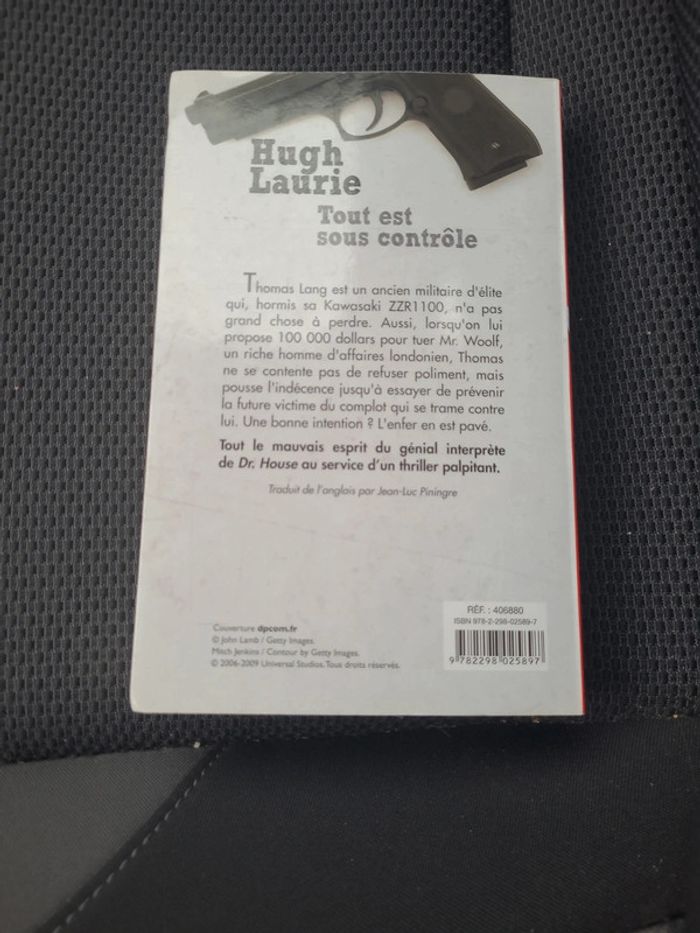 Hugh
Laurie
Tout est
sous contrôle
Thomas Lang est un ancien militaire d'élite
qui, hormis sa Kawasaki ZZR1100, n'a pas
grand chose à perdre. Aussi, lorsqu'on lui
propose 100 000 dollars pour tuer Mr. Woolf,
un riche homme d'affaires londonien, Thomas
ne se contente pas de refuser poliment, mais
pousse l'indécence jusqu'à essayer de prévenir
la future victime du complot qui se trame contre
lui. Une bonne intention ? L'enfer en est pavé.
Tout le mauvais esprit du génial interprète
de Dr. House au service d'un thriller palpitant.
Traduit de l'anglais par Jean-Luc Piningre
RÉF. : 406880
ISBN 978-2-298-02589-7
9 782298 025897
Couverture dpcom.fr
© John Lamb / Getty Images.
Mitch Jenkins / Contour by Getty Images.
© 2006-2009 Universal Studios. Tous droits réservés.